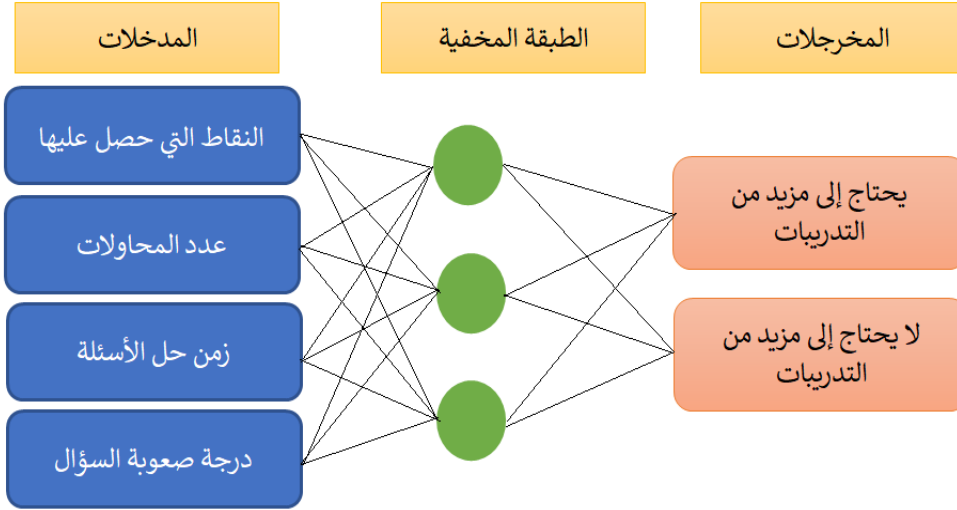 المخرجلات
الطبقة المخفية
المدخلات
النقاط التي حصل عليها
عدد المحاولات
زمن حل الأسئلة
درجة صعوبة السؤال
يحتاج إلى مزيد من
التدريبات
لا يحتاج إلى مزيد من
التدريبات